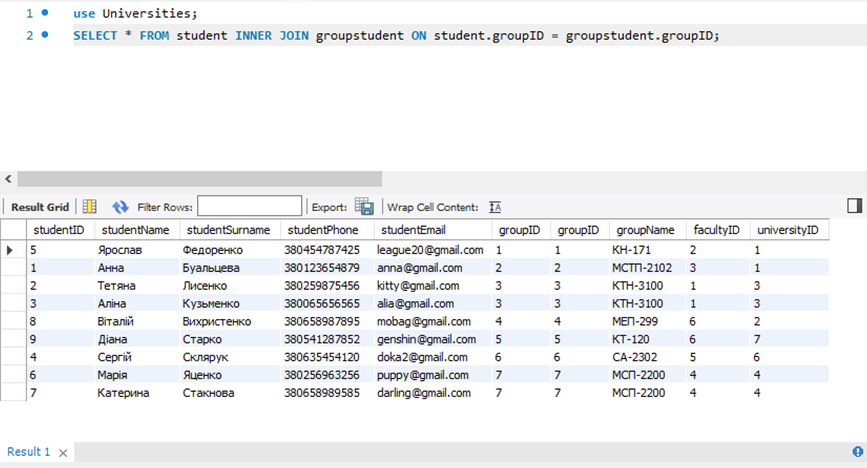 1 use Universities;
2 SELECT * FROM student INNER JOIN groupstudent ON student.groupID = groupstudent.groupID;
Result Grid Filter Rows: Export: Wrap Cell Content:
studentID studentName studentSurname studentPhone studentEmail groupID groupID groupName facultyID universityID
5 Ярослав Федоренко 380454787425 league20@gmail.com 1 1 КН-171 2 1
1 Анна Буальцева 380123654879 anna@gmail.com 2 2 МСТП-2102 3 1
2 Тетяна Лисенко 380259875456 kitty@gmail.com 3 3 КТН-3100 1 3
3 Аліна Кузьменко 380065656565 alia@gmail.com 3 3 КТН-3100 1 3
8 Віталій Вихристенко 380658987895 mobag@gmail.com 4 4 МЕП-299 6 2
9 Діана Старко 380541287852 genshin@gmail.com 5 5 КТ-120 6 7
4 Сергій Склярук 380635454120 doka2@gmail.com 6 6 СА-2302 5 6
6 Марія Яценко 380256963256 puppy@gmail.com 7 7 МСП-2200 4 4
7 Катерина Стакнова 380658989585 darling@gmail.com 7 7 МСП-2200 4 4
Result 1